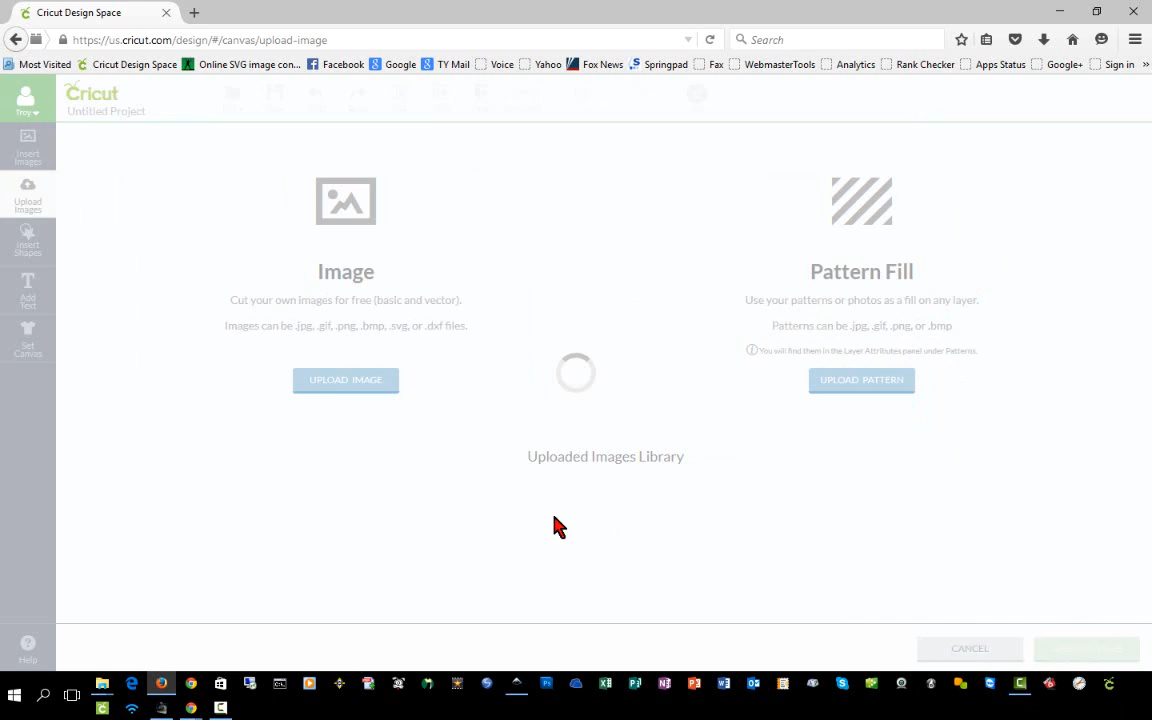 Cricut Design Space
https://us.cricut.com/design/#/canvas/upload-image
Search
Most Visited Cricut Design Space Online SVG image con... Facebook Google TY Mail Voice Yahoo Fox News Springpad Fax WebmasterTools Analytics Rank Checker Apps Status Google+ Sign in »
Troy
Cricut
Untitled Project
Insert
Images
Upload
Images
Insert
Shapes
Add
Text
Set
Canvas
Help
Image
Cut your own images for free (basic and vector).
Images can be .jpg, .gif, .png, .bmp, .svg, or .dxf files.
UPLOAD IMAGE
Pattern Fill
Use your patterns or photos as a fill on any layer.
Patterns can be .jpg, .gif, .png, or .bmp
You will find them in the Layer Attributes panel under Patterns.
UPLOAD PATTERN
Uploaded Images Library
CANCEL